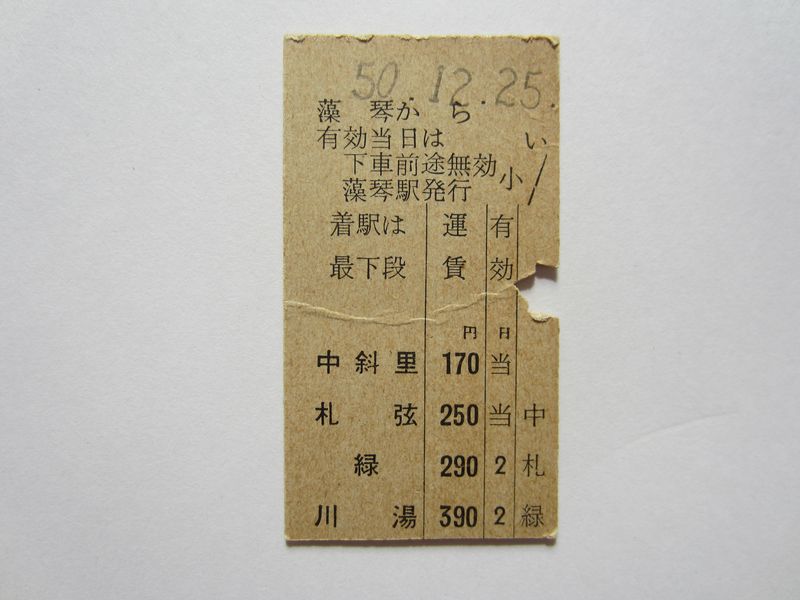 50.12.25.
藻琴から
有効当日は い
下車前途無効
小
藻琴駅発行
着駅は 運 有
最下段 賃 効
円 日
中斜里 170 当
札弦 250 当 中
緑 290 2 札
川湯 390 2 緑